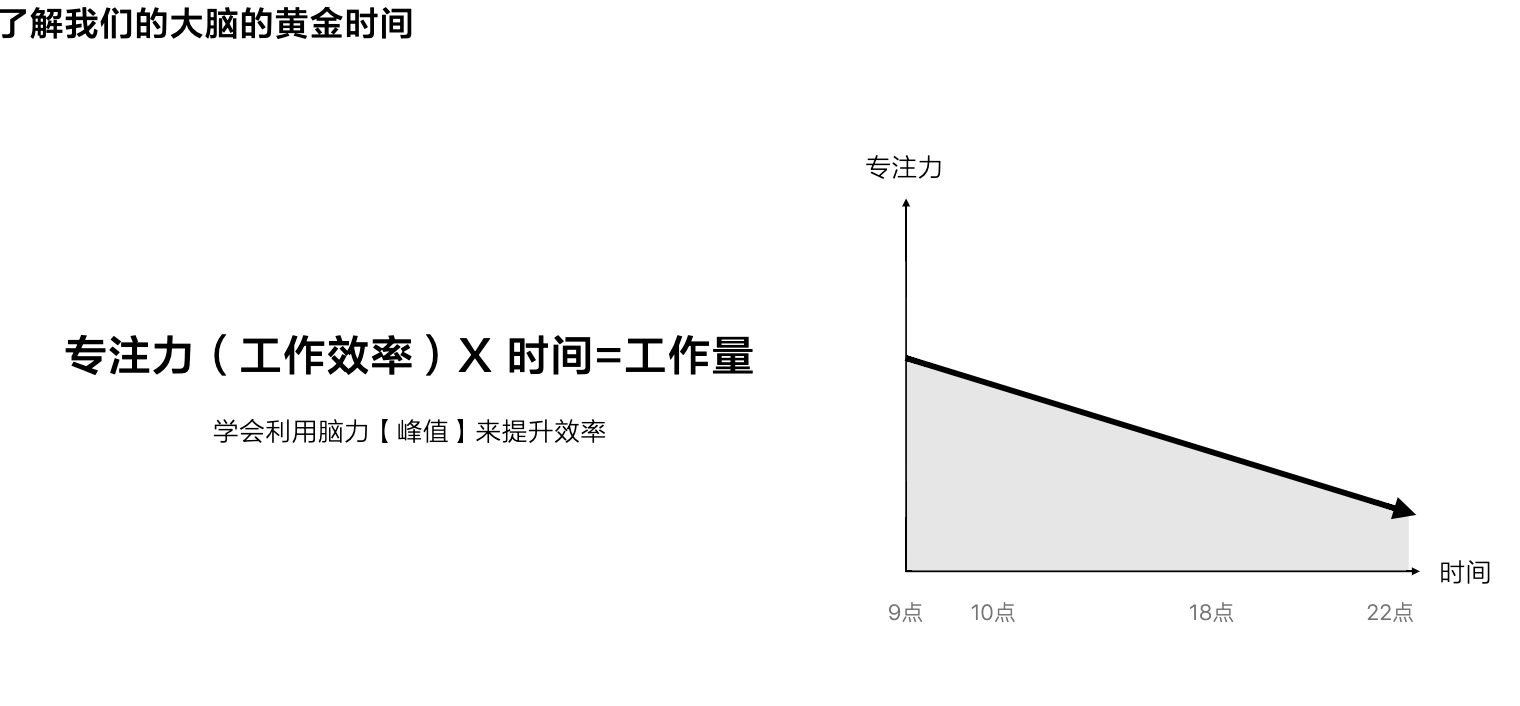 了解我们的大脑的黄金时间
专注力（工作效率）X 时间=工作量
学会利用脑力【峰值】来提升效率
专注力
时间
9点
10点
18点
22点